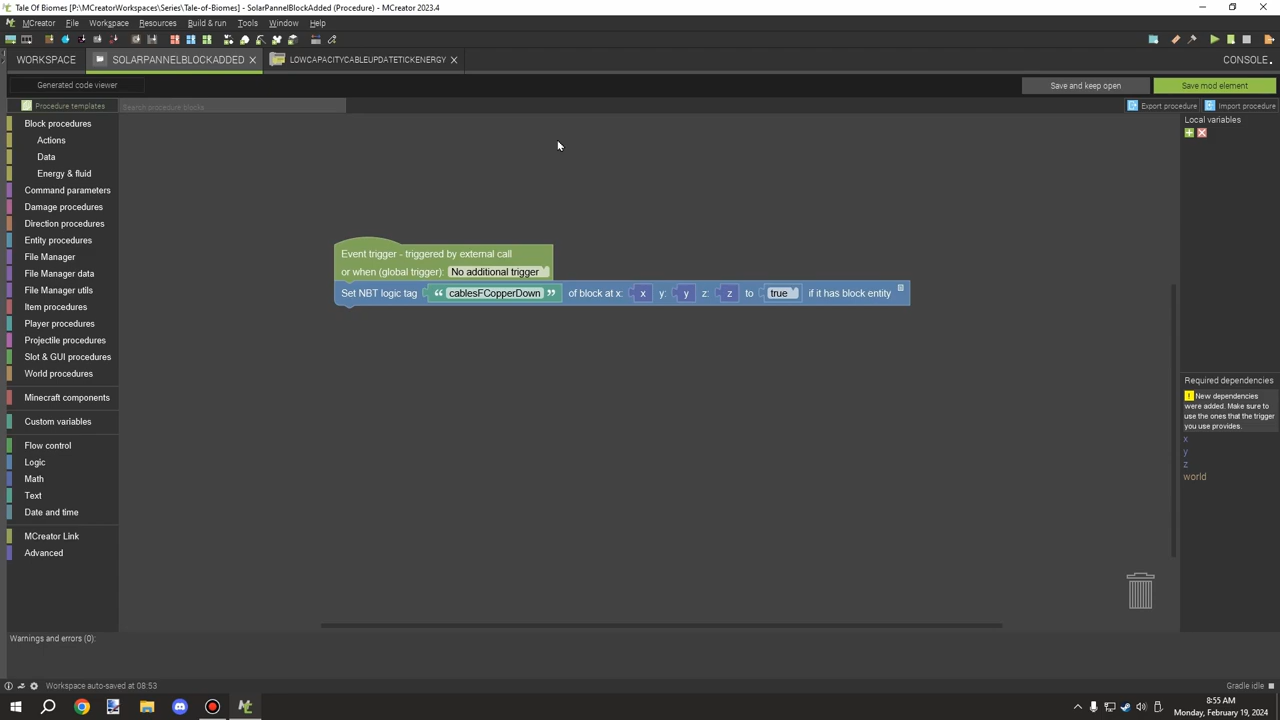 Tale Of Biomes [P:\MCreatorWorkspaces\Series\Tale-of-Biomes] - SolarPannelBlockAdded (Procedure) - MCreator 2023.4
MCreator File Workspace Resources Build & run Tools Window Help
WORKSPACE SOLARPANNELBLOCKADDED LOWCAPACITYCABLEUPDATETICKENERGY CONSOLE
Generated code viewer Save and keep open Save mod element
Procedure templates Search procedure blocks Export procedure Import procedure
Block procedures
Actions
Data
Energy & fluid
Command parameters
Damage procedures
Direction procedures
Entity procedures
File Manager
File Manager data
File Manager utils
Item procedures
Player procedures
Projectile procedures
Slot & GUI procedures
World procedures
Minecraft components
Custom variables
Flow control
Logic
Math
Text
Date and time
MCreator Link
Advanced
Event trigger - triggered by external call
or when (global trigger): No additional trigger
Set NBT logic tag “ cablesFCopperDown ” of block at x: x y: y z: z to true if it has block entity
Local variables
Required dependencies
! New dependencies
were added. Make sure to
use the ones that the trigger
you use provides.
x
y
z
world
Warnings and errors (0):
Workspace auto-saved at 08:53 Gradle idle
8:55 AM
Monday, February 19, 2024